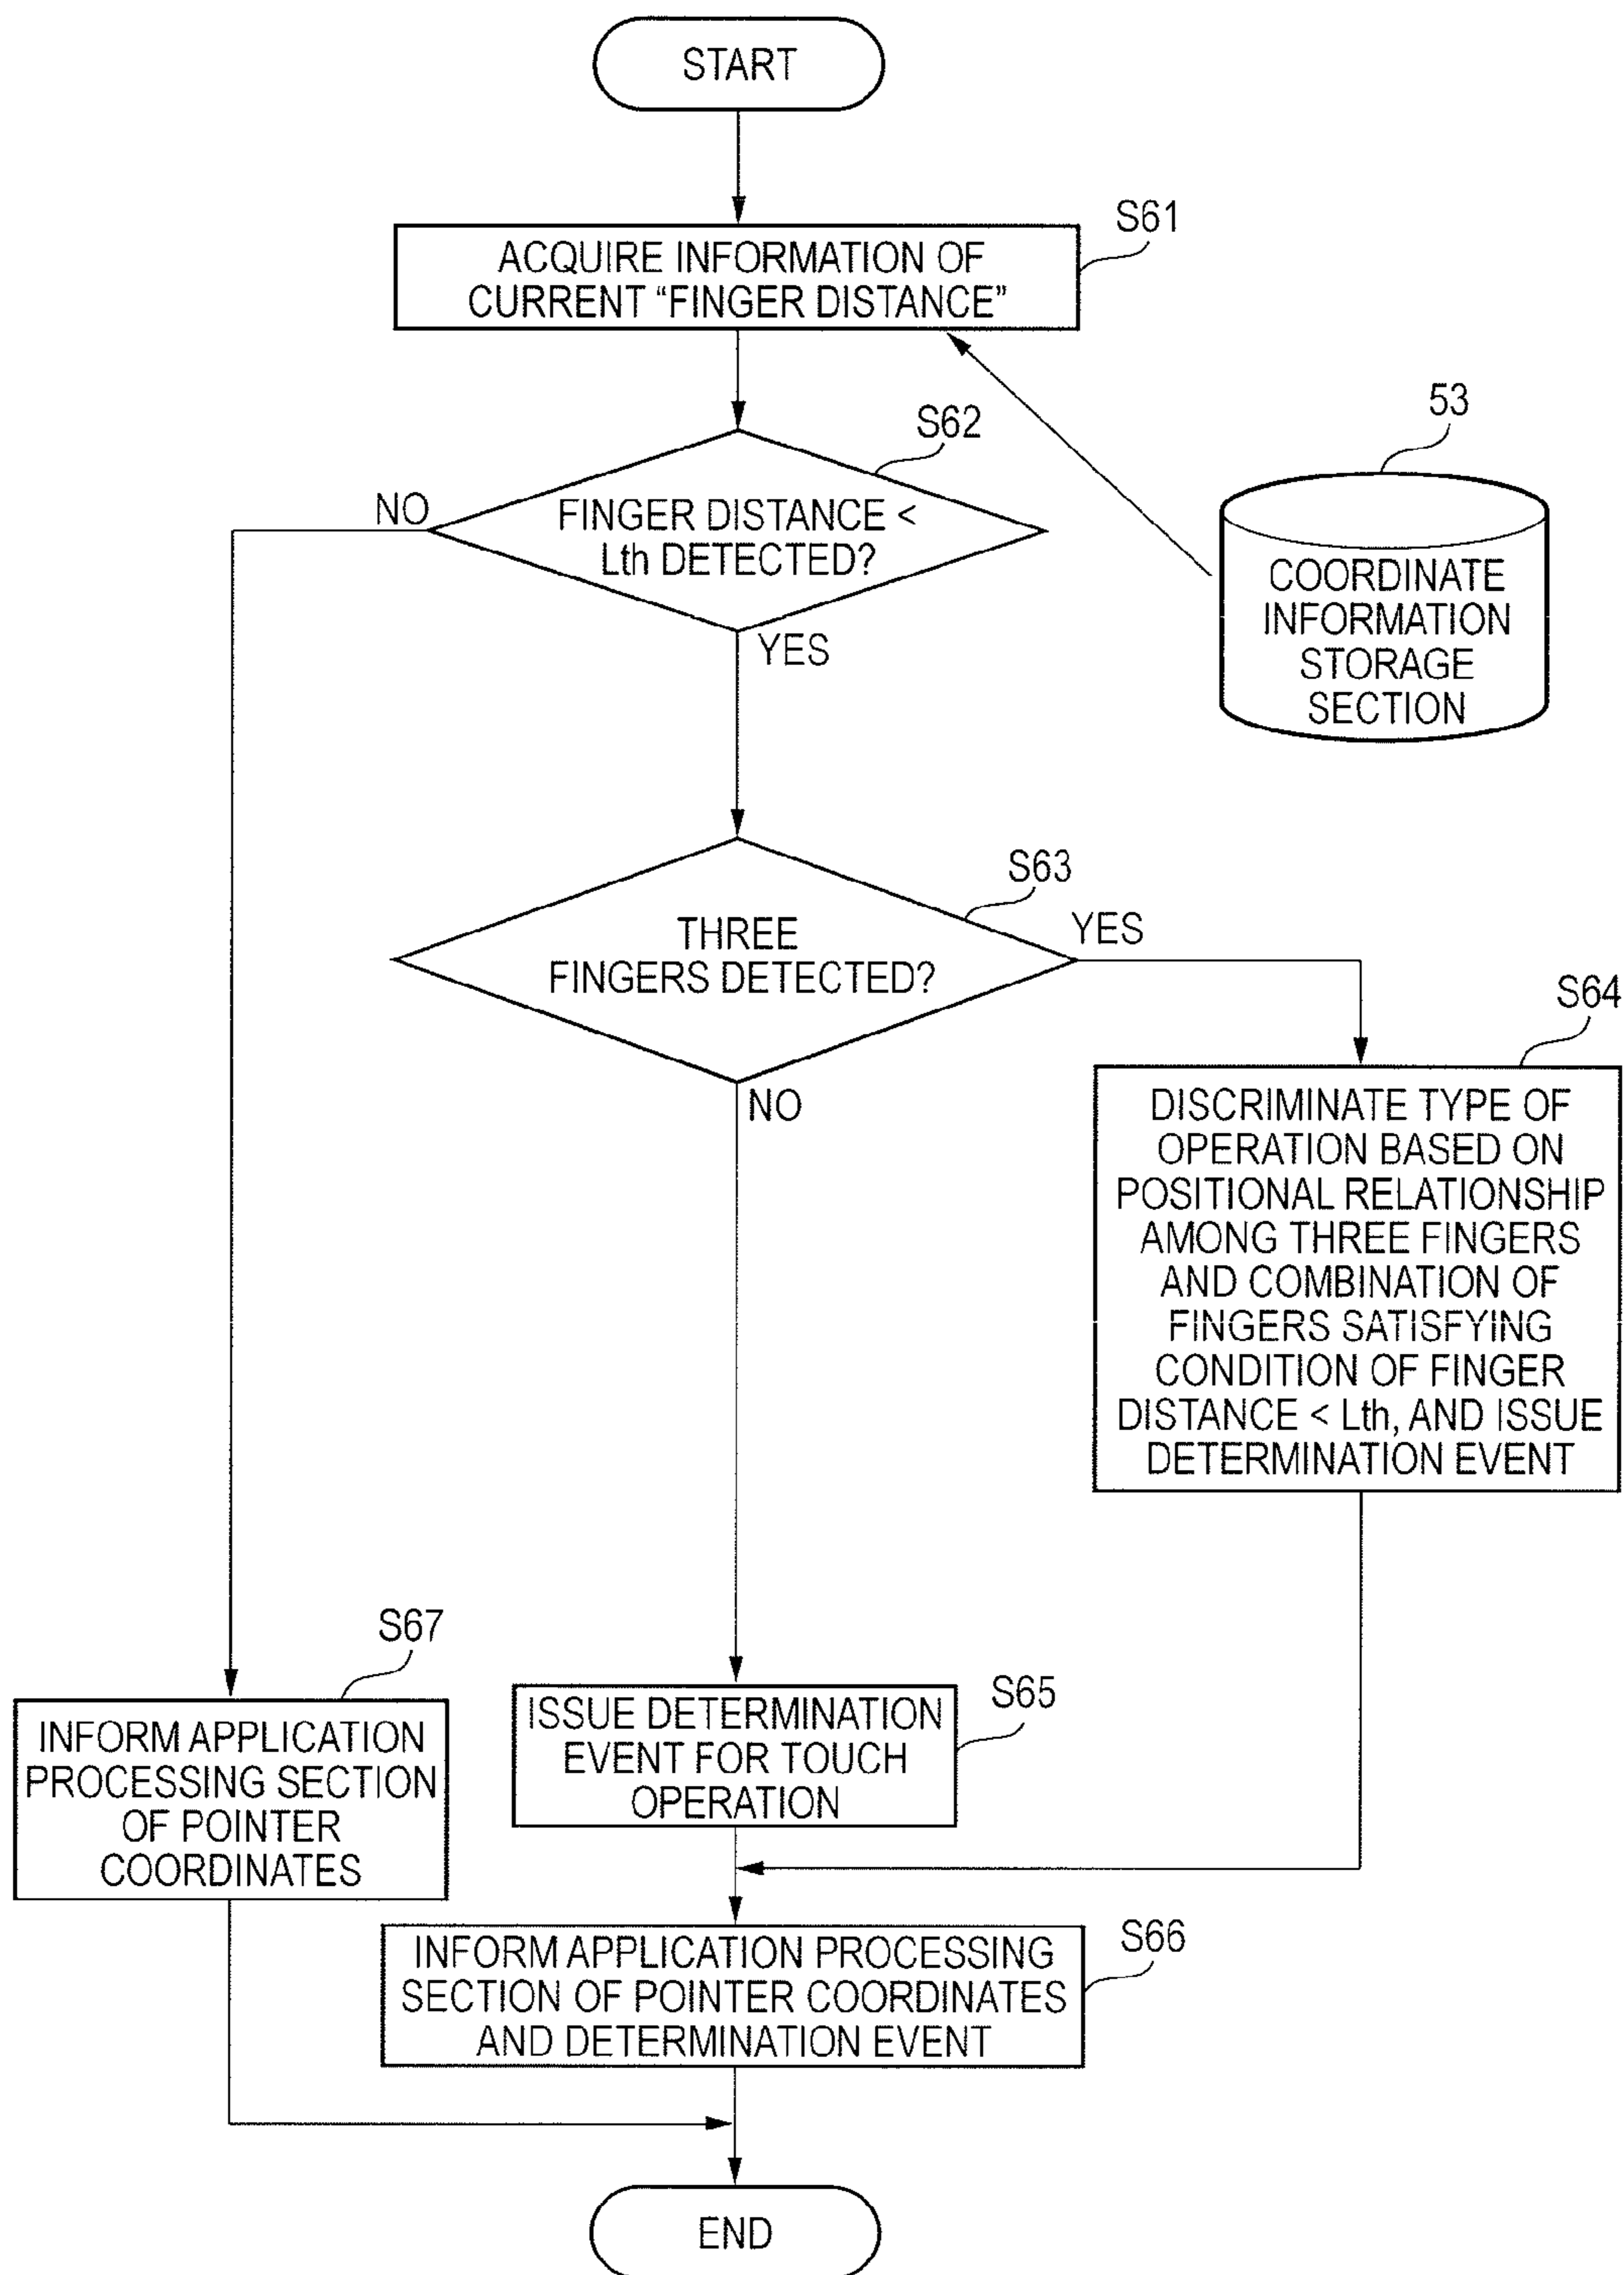 START
S61
ACQUIRE INFORMATION OF
CURRENT “FINGER DISTANCE”
53
S62
NO
FINGER DISTANCE <
Lth DETECTED?
YES
COORDINATE
INFORMATION
STORAGE
SECTION
S63
THREE
FINGERS DETECTED?
YES
NO
S64
DISCRIMINATE TYPE OF
OPERATION BASED ON
POSITIONAL RELATIONSHIP
AMONG THREE FINGERS
AND COMBINATION OF
FINGERS SATISFYING
CONDITION OF FINGER
DISTANCE < Lth, AND ISSUE
DETERMINATION EVENT
S67
INFORM APPLICATION
PROCESSING SECTION
OF POINTER
COORDINATES
S65
ISSUE DETERMINATION
EVENT FOR TOUCH
OPERATION
S66
INFORM APPLICATION PROCESSING
SECTION OF POINTER COORDINATES
AND DETERMINATION EVENT
END